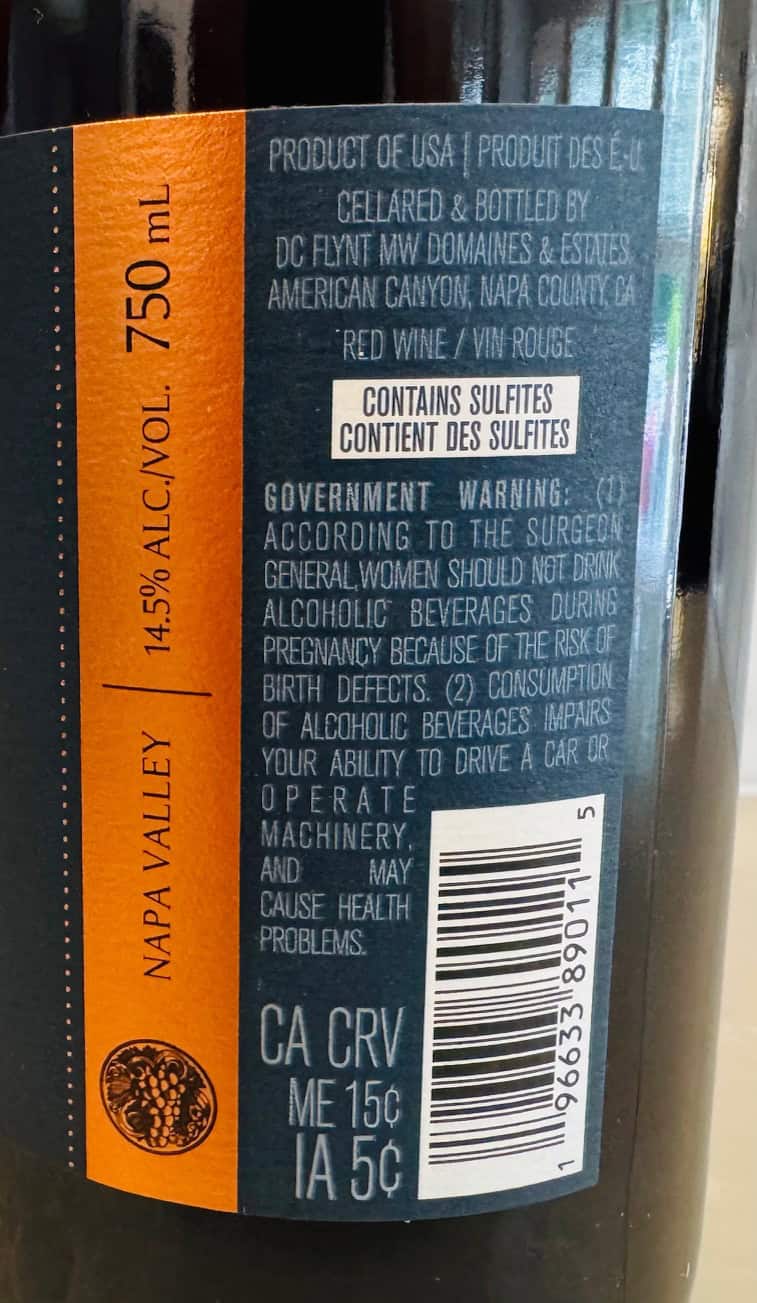 NAPA VALLEY | 14.5% ALC./VOL. 750 mL
PRODUCT OF USA | PRODUIT DES É.-U.
CELLARED & BOTTLED BY
DC FLYNT MW DOMAINES & ESTATES
AMERICAN CANYON, NAPA COUNTY, CA
RED WINE / VIN ROUGE
CONTAINS SULFITES
CONTIENT DES SULFITES
GOVERNMENT WARNING: (1)
ACCORDING TO THE SURGEON
GENERAL, WOMEN SHOULD NOT DRINK
ALCOHOLIC BEVERAGES DURING
PREGNANCY BECAUSE OF THE RISK OF
BIRTH DEFECTS. (2) CONSUMPTION
OF ALCOHOLIC BEVERAGES IMPAIRS
YOUR ABILITY TO DRIVE A CAR OR
OPERATE
MACHINERY,
AND MAY
CAUSE HEALTH
PROBLEMS.
CA CRV
ME 15¢
IA 5¢
1 96633 89011 5